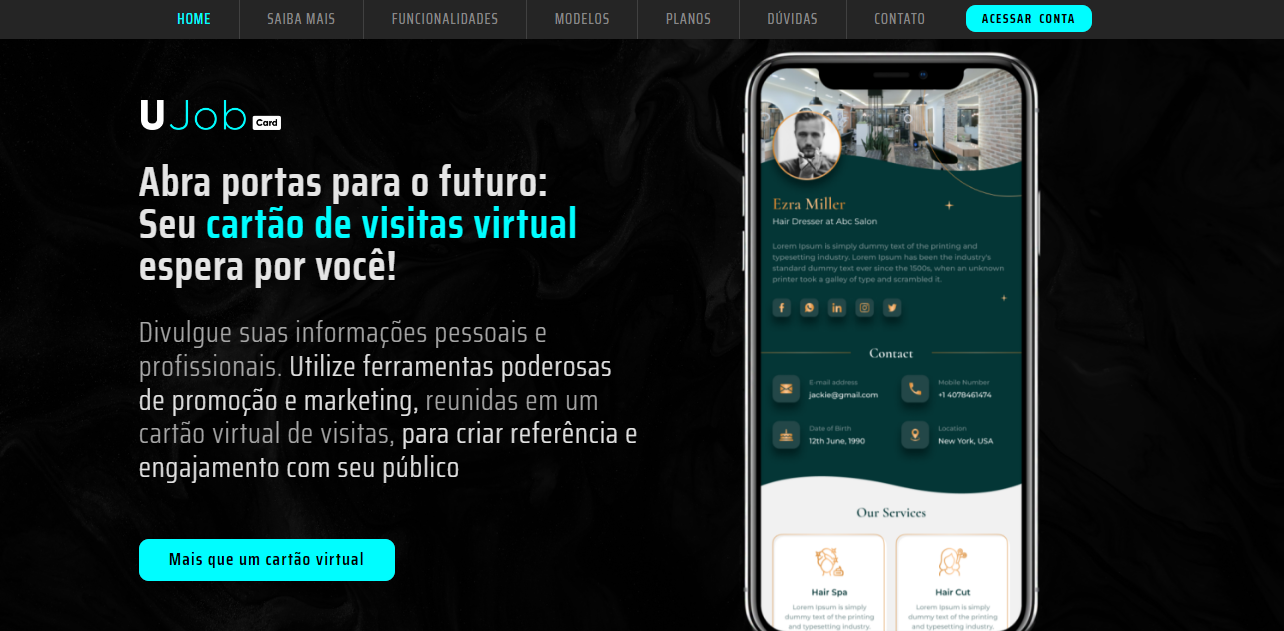 HOME
SAIBA MAIS
FUNCIONALIDADES
MODELOS
PLANOS
DÚVIDAS
CONTATO
ACESSAR CONTA
U Job Card
Abra portas para o futuro:
Seu cartão de visitas virtual
espera por você!
Divulgue suas informações pessoais e
profissionais. Utilize ferramentas poderosas
de promoção e marketing, reunidas em um
cartão virtual de visitas, para criar referência e
engajamento com seu público
Mais que um cartão virtual
Ezra Miller
Hair Dresser at Abc Salon
Lorem Ipsum is simply dummy text of the printing and
typesetting industry. Lorem Ipsum has been the industry's
standard dummy text ever since the 1500s, when an unknown
printer took a galley of type and scrambled it.
Contact
E-mail address
jackie@gmail.com
Mobile Number
+1 4078461474
Date of Birth
12th June, 1990
Location
New York, USA
Our Services
Hair Spa
Lorem Ipsum is simply
dummy text of the printing
and typesetting industry.
Hair Cut
Lorem Ipsum is simply
dummy text of the printing
and typesetting industry.